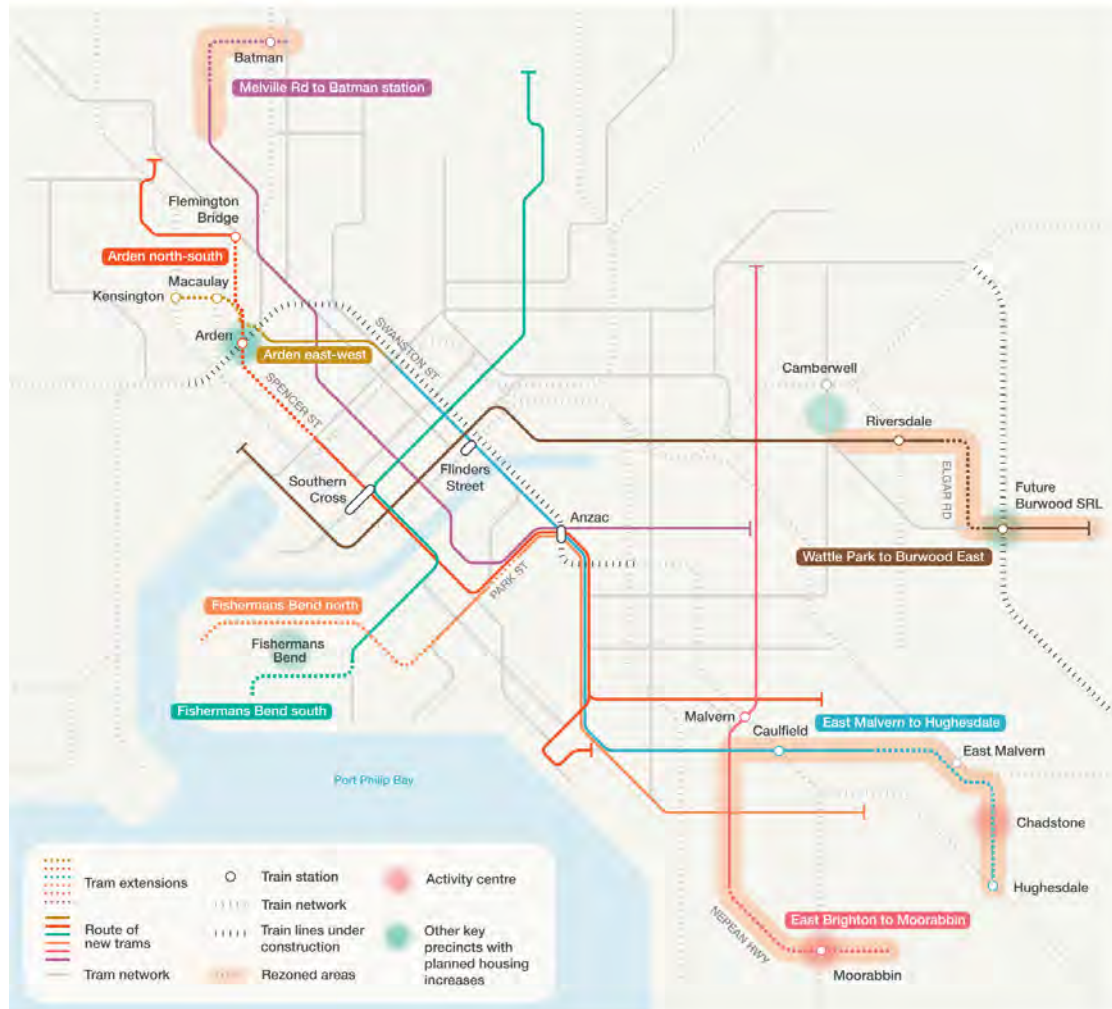 Batman
Melville Rd to Batman station
Flemington
Bridge
Arden north-south
Macaulay
Kensington
Arden
Arden east-west
SWANSTON ST
SPENCER ST
Camberwell
Riversdale
Flinders
Street
Southern
Cross
ELGAR RD
Future
Burwood SRL
Anzac
Wattle Park to Burwood East
PARK ST
Fishermans Bend north
Fishermans
Bend
Fishermans Bend south
Malvern
Caulfield
East Malvern to Hughesdale
East Malvern
Port Philip Bay
Chadstone
Hughesdale
East Brighton to Moorabbin
NEPEAN HWY
Moorabbin
Tram extensions
Route of
new trams
Tram network
Train station
Train network
Train lines under
construction
Rezoned areas
Activity centre
Other key
precincts with
planned housing
increases